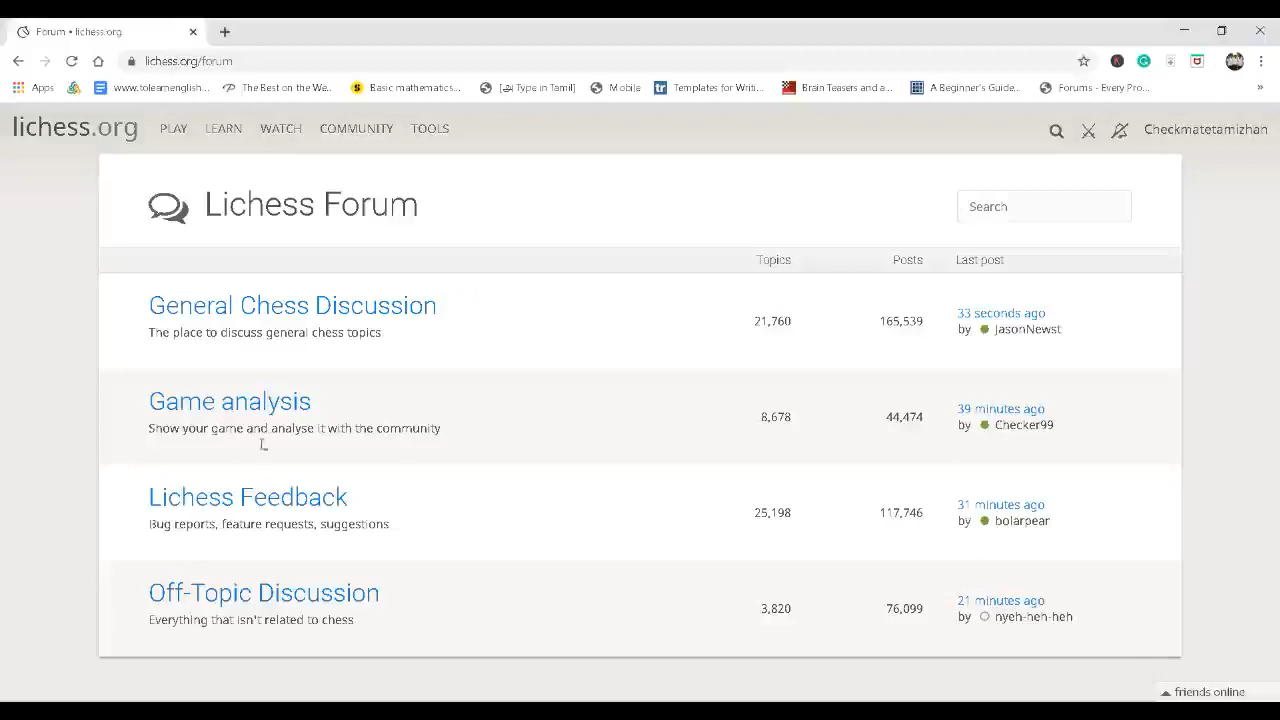 Forum • lichess.org
lichess.org/forum
Apps
www.tolearnenglish...
The Best on the We...
Basic mathematics...
Type in Tamil]
Mobile
Templates for Writi...
Brain Teasers and a...
A Beginner's Guide...
Forums - Every Pro...
lichess.org PLAY LEARN WATCH COMMUNITY TOOLS Checkmatetamizhan
Lichess Forum
Search
Topics Posts Last post
General Chess Discussion
The place to discuss general chess topics
21,760 165,539
33 seconds ago
by JasonNewst
Game analysis
Show your game and analyse it with the community
8,678 44,474
39 minutes ago
by Checker99
Lichess Feedback
Bug reports, feature requests, suggestions
25,198 117,746
31 minutes ago
by bolarpear
Off-Topic Discussion
Everything that isn't related to chess
3,820 76,099
21 minutes ago
by nyeh-heh-heh
friends online